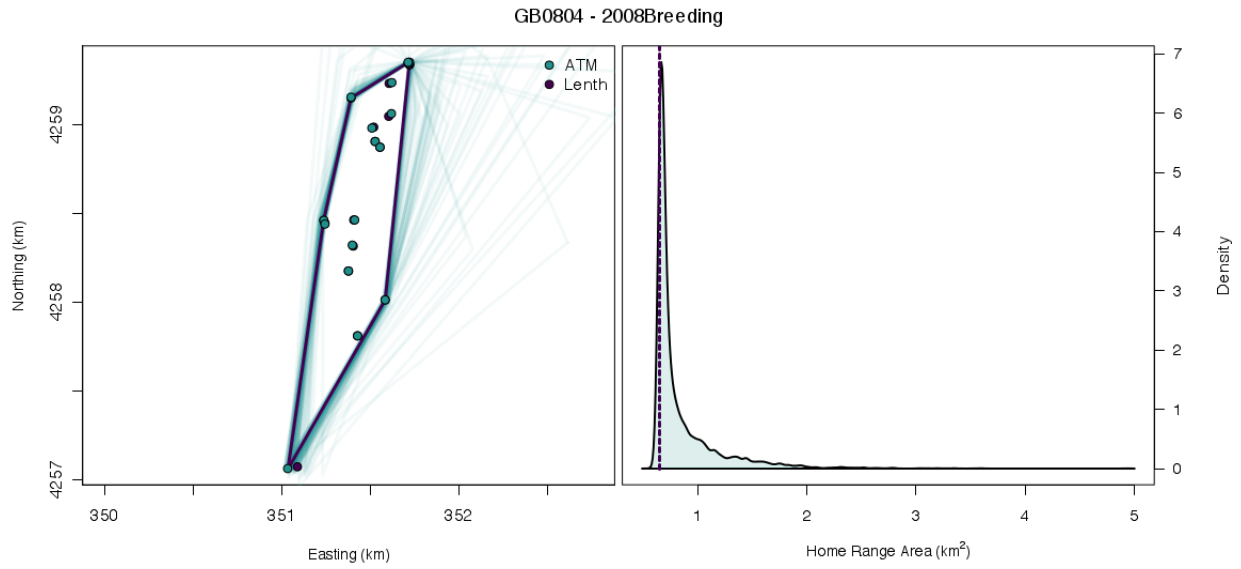 GB0804 - 2008Breeding
ATM
Lenth
4259
4258
4257
Northing (km)
350
351
352
Easting (km)
7
6
5
4
3
2
1
0
Density
1
2
3
4
5
Home Range Area (km²)